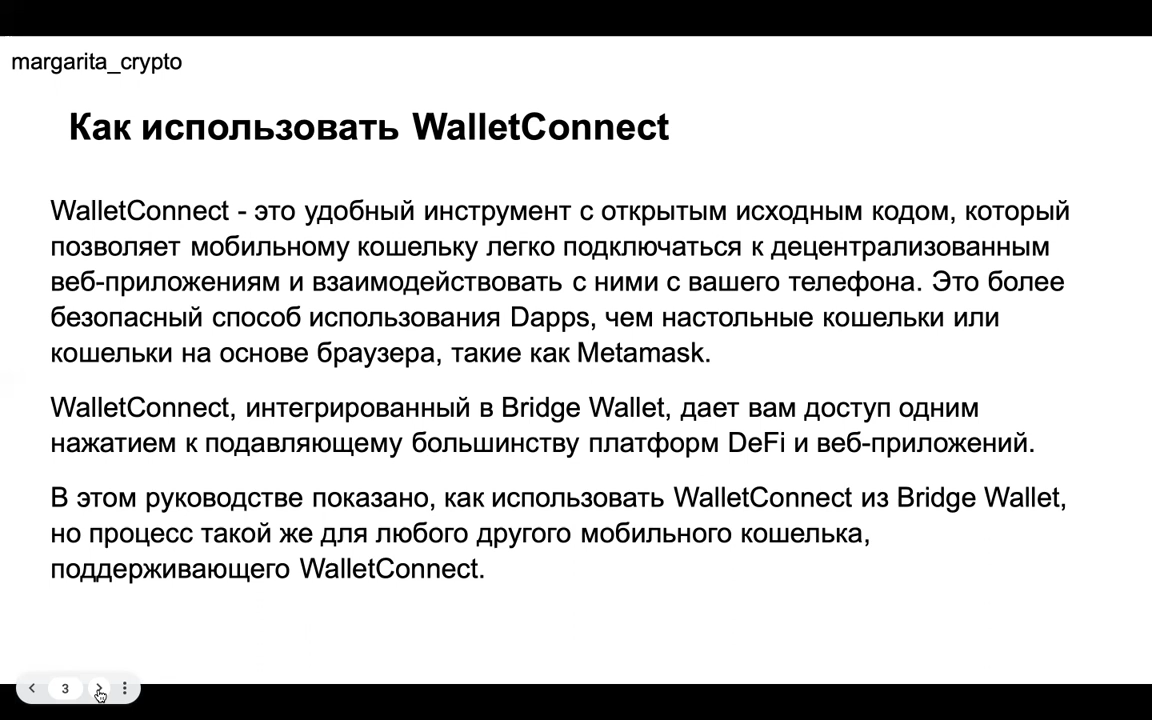 margarita_crypto
Как использовать WalletConnect
WalletConnect - это удобный инструмент с открытым исходным кодом, который
позволяет мобильному кошельку легко подключаться к децентрализованным
веб-приложениям и взаимодействовать с ними с вашего телефона. Это более
безопасный способ использования Dapps, чем настольные кошельки или
кошельки на основе браузера, такие как Metamask.
WalletConnect, интегрированный в Bridge Wallet, дает вам доступ одним
нажатием к подавляющему большинству платформ DeFi и веб-приложений.
В этом руководстве показано, как использовать WalletConnect из Bridge Wallet,
но процесс такой же для любого другого мобильного кошелька,
поддерживающего WalletConnect.
3